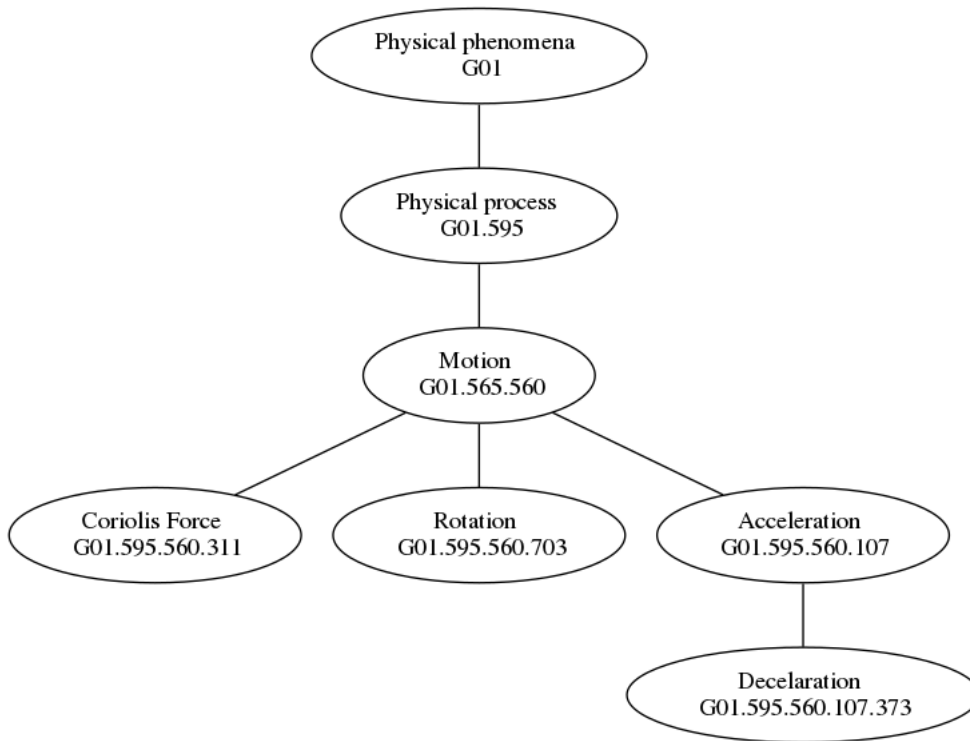 Physical phenomena
G01
Physical process
G01.595
Motion
G01.565.560
Coriolis Force
G01.595.560.311
Rotation
G01.595.560.703
Acceleration
G01.595.560.107
Decelaration
G01.595.560.107.373